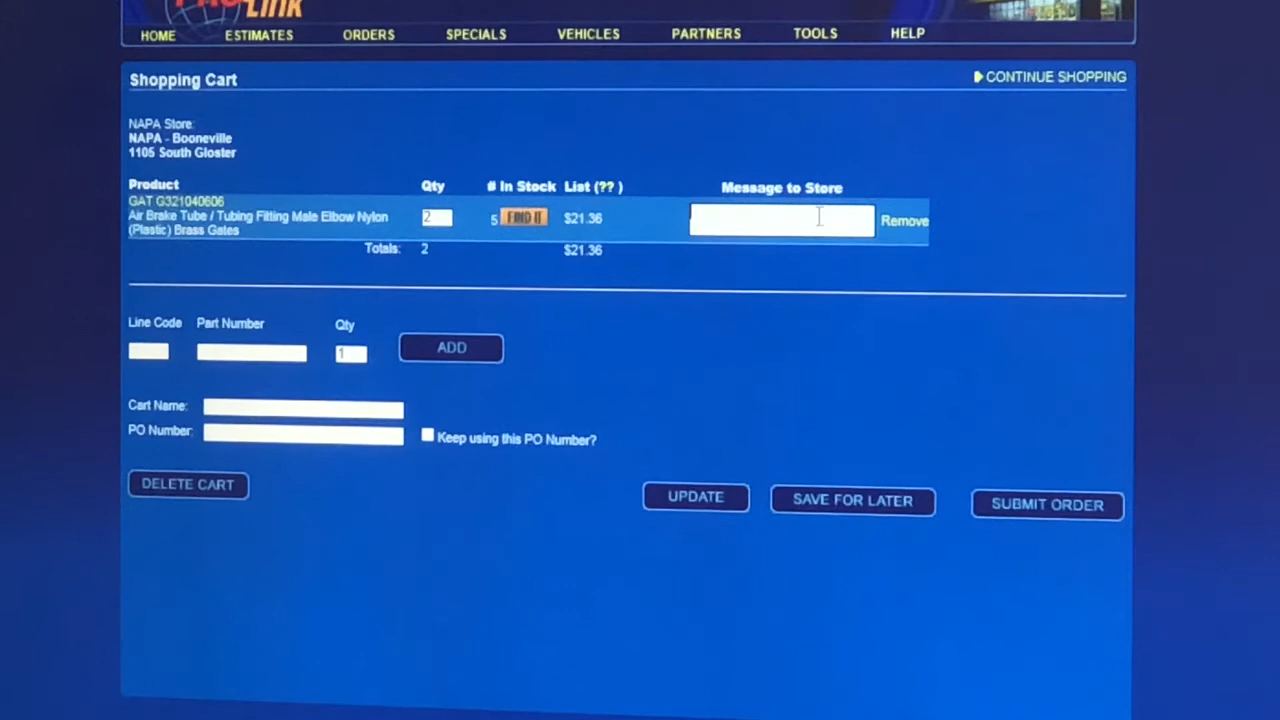 Link
HOME ESTIMATES ORDERS SPECIALS VEHICLES PARTNERS TOOLS HELP
Shopping Cart CONTINUE SHOPPING
NAPA Store:
NAPA - Booneville
1105 South Gloster
Product Qty # In Stock List (?? ) Message to Store
GAT G321040606
Air Brake Tube / Tubing Fitting Male Elbow Nylon 2 5 FIND IT $21.36 Remove
(Plastic) Brass Gates
Totals: 2 $21.36
Line Code Part Number Qty
1 ADD
Cart Name:
PO Number: Keep using this PO Number?
DELETE CART UPDATE SAVE FOR LATER SUBMIT ORDER